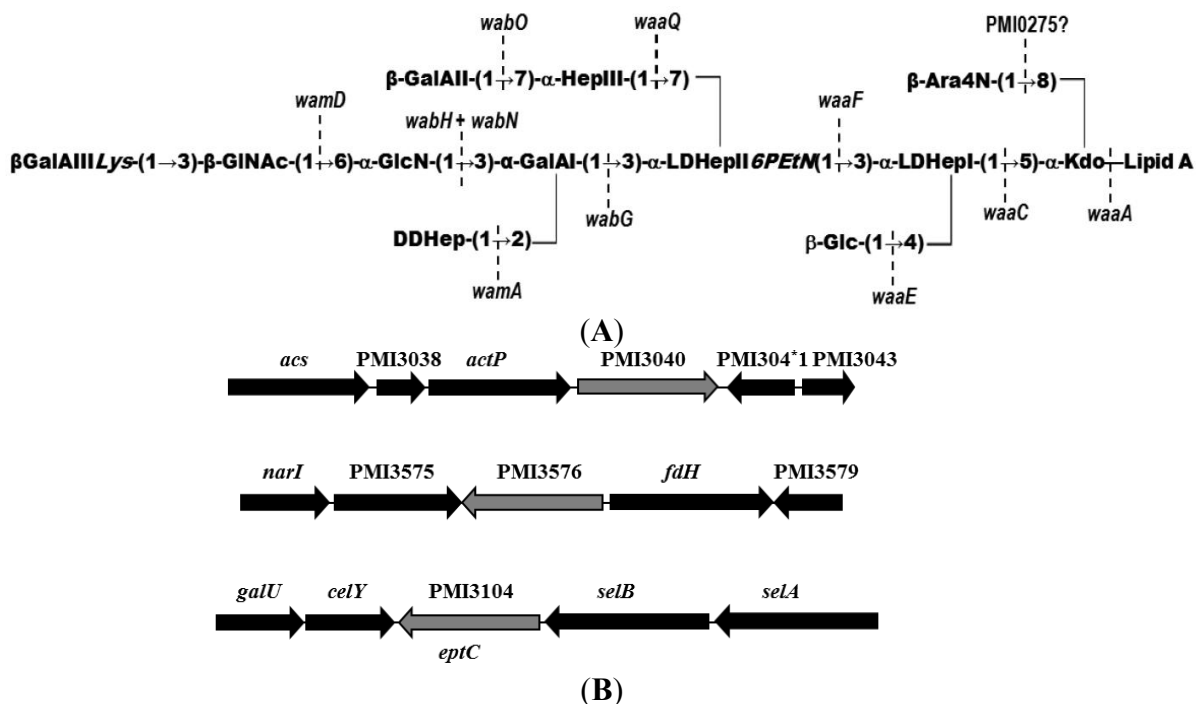 wabO waaQ PMI0275?
β-GalAII-(1→7)-α-HepIII-(1→7) β-Ara4N-(1→8)
wamD wabH + wabN waaF
βGalAIIILys-(1→3)-β-GlNAc-(1→6)-α-GlcN-(1→3)-α-GalAI-(1→3)-α-LDHepII6PEtN(1→3)-α-LDHepI-(1→5)-α-Kdo—Lipid A
wabG waaC waaA
DDHep-(1→2) β-Glc-(1→4)
wamA waaE
(A)
acs PMI3038 actP PMI3040 PMI304*1 PMI3043
narI PMI3575 PMI3576 fdH PMI3579
galU celY PMI3104 selB selA
eptC
(B)